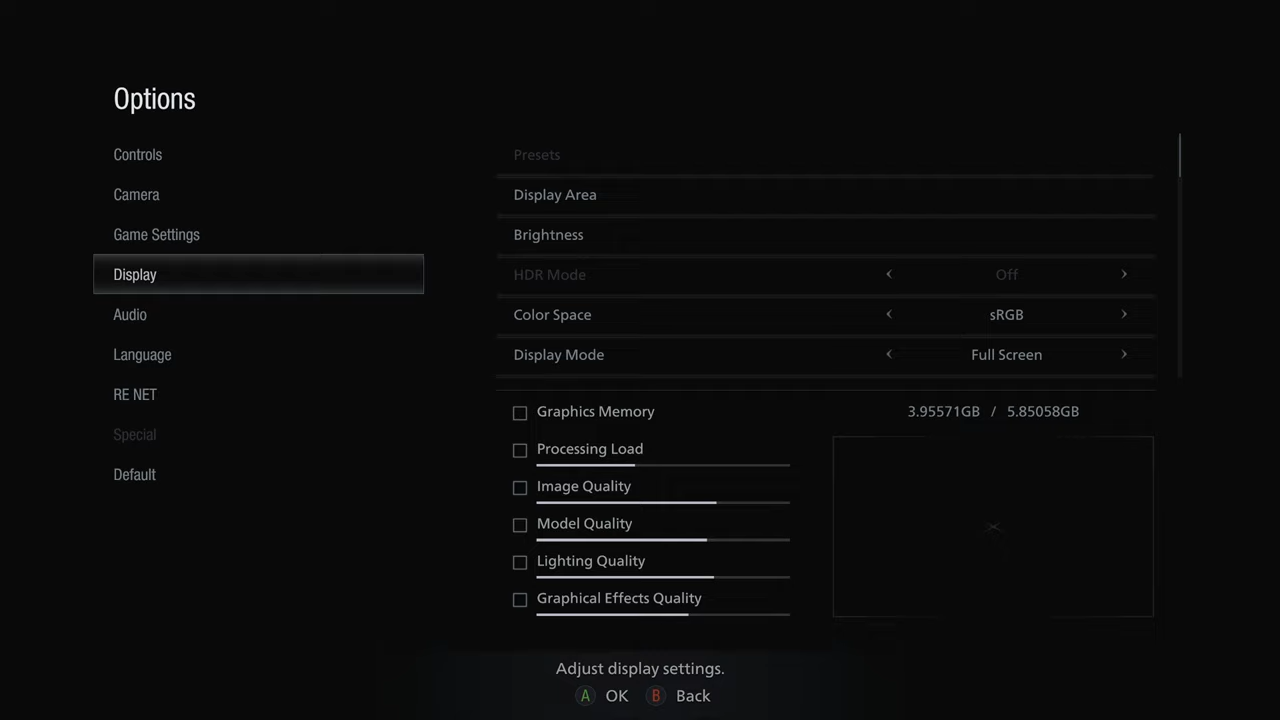 Options
Controls
Camera
Game Settings
Display
Audio
Language
RE NET
Special
Default
Presets
Display Area
Brightness
HDR Mode Off
Color Space sRGB
Display Mode Full Screen
Graphics Memory 3.95571GB / 5.85058GB
Processing Load
Image Quality
Model Quality
Lighting Quality
Graphical Effects Quality
Adjust display settings.
A OK B Back